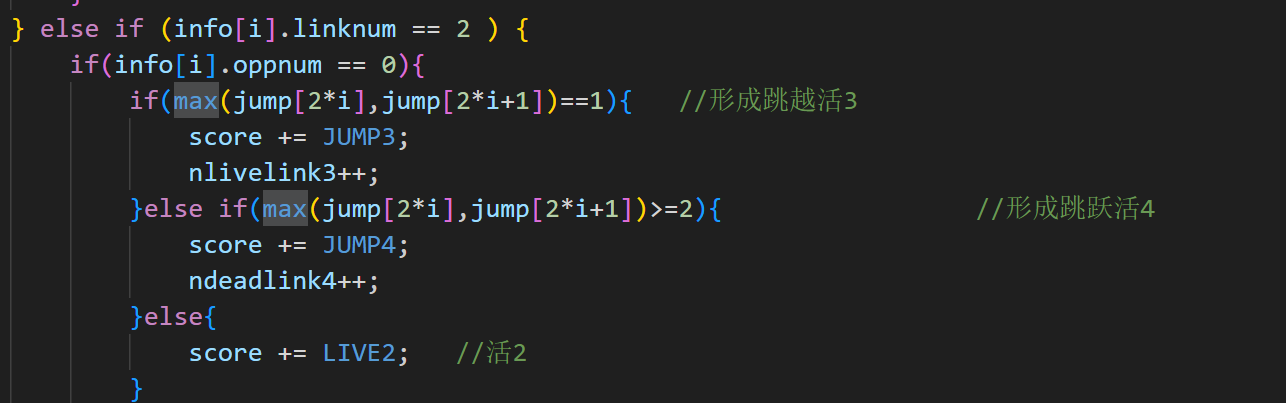 }
} else if (info[i].linknum == 2 ) {
if(info[i].oppnum == 0){
if(max(jump[2*i],jump[2*i+1])==1){ //形成跳越活3
score += JUMP3;
nlivelink3++;
}else if(max(jump[2*i],jump[2*i+1])>=2){ //形成跳跃活4
score += JUMP4;
ndeadlink4++;
}else{
score += LIVE2; //活2
}